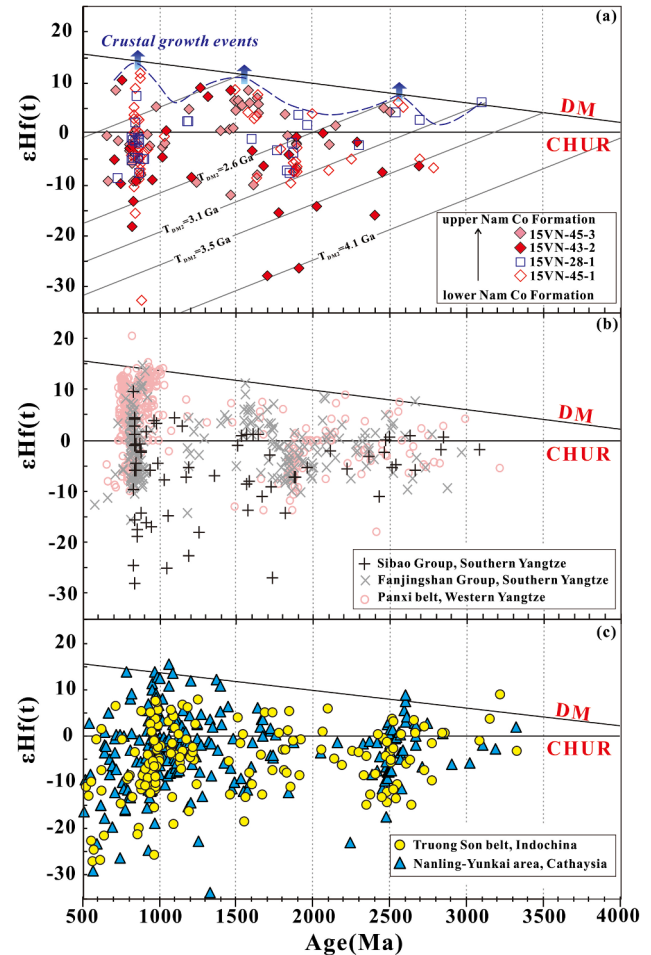 (a)
Crustal growth events
20
10
0
-10
-20
-30
εHf(t)
DM
CHUR
TDM2=2.6 Ga
TDM2=3.1 Ga
TDM2=3.5 Ga
TDM2=4.1 Ga
upper Nam Co Formation
15VN-45-3
15VN-43-2
15VN-28-1
15VN-45-1
lower Nam Co Formation
(b)
20
10
0
-10
-20
-30
εHf(t)
DM
CHUR
Sibao Group, Southern Yangtze
Fanjingshan Group, Southern Yangtze
Panxi belt, Western Yangtze
(c)
20
10
0
-10
-20
-30
-35
εHf(t)
DM
CHUR
Truong Son belt, Indochina
Nanling-Yunkai area, Cathaysia
500 1000 1500 2000 2500 3000 3500 4000
Age(Ma)